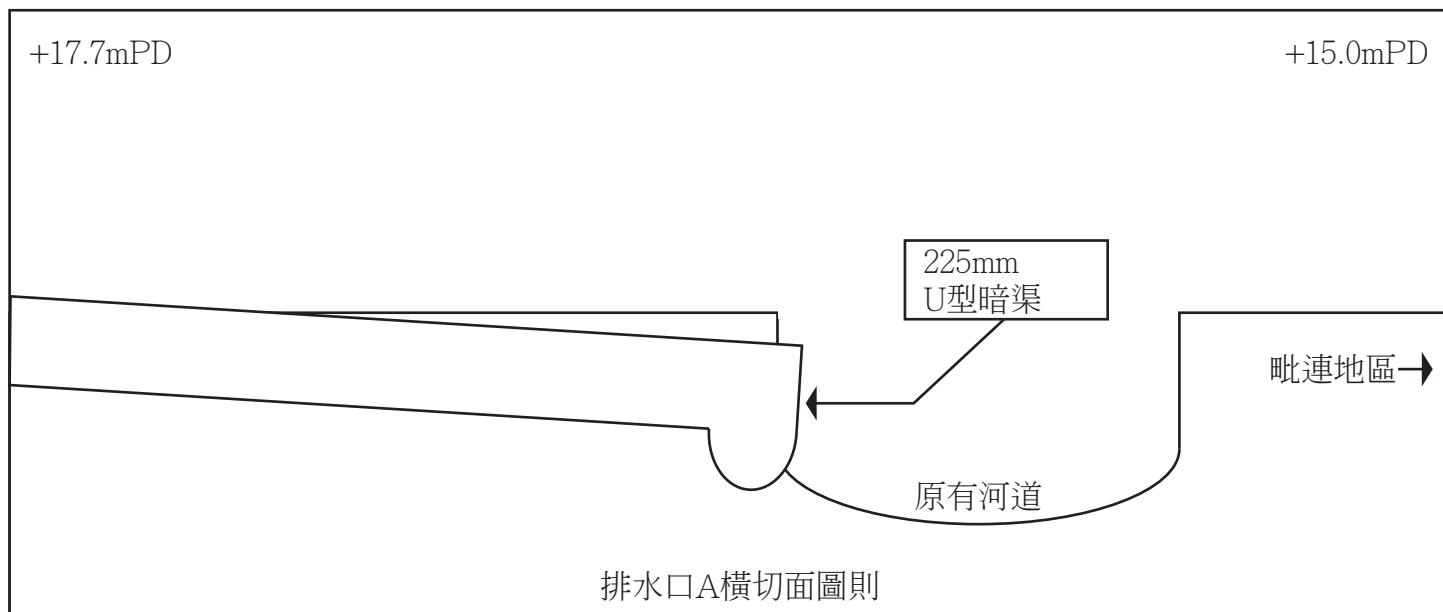 +17.7mPD
+15.0mPD
225mm
U型暗渠
毗連地區
原有河道
排水口A橫切面圖則